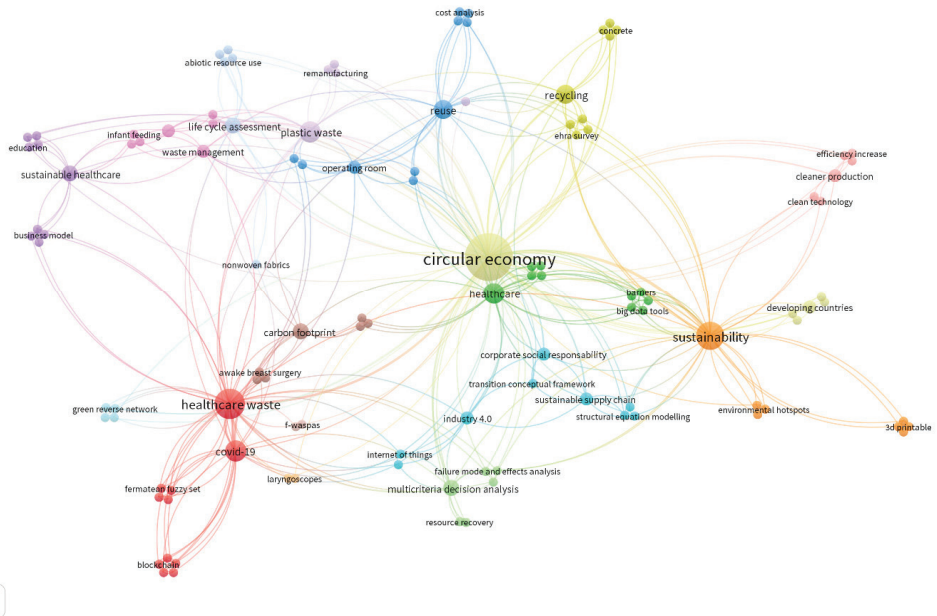 cost analysis
concrete
abiotic resource use
remanufacturing
recycling
reuse
life cycle assessment
plastic waste
infant feeding
ehra survey
education
waste management
efficiency increase
operating room
sustainable healthcare
cleaner production
clean technology
business model
circular economy
nonwoven fabrics
healthcare
barriers
big data tools
developing countries
carbon footprint
sustainability
corporate social responsability
awake breast surgery
transition conceptual framework
sustainable supply chain
healthcare waste
green reverse network
environmental hotspots
industry 4.0
structural equation modelling
f-waspas
3d printable
covid-19
internet of things
failure mode and effects analysis
laryngoscopes
fermatean fuzzy set
multicriteria decision analysis
resource recovery
blockchain